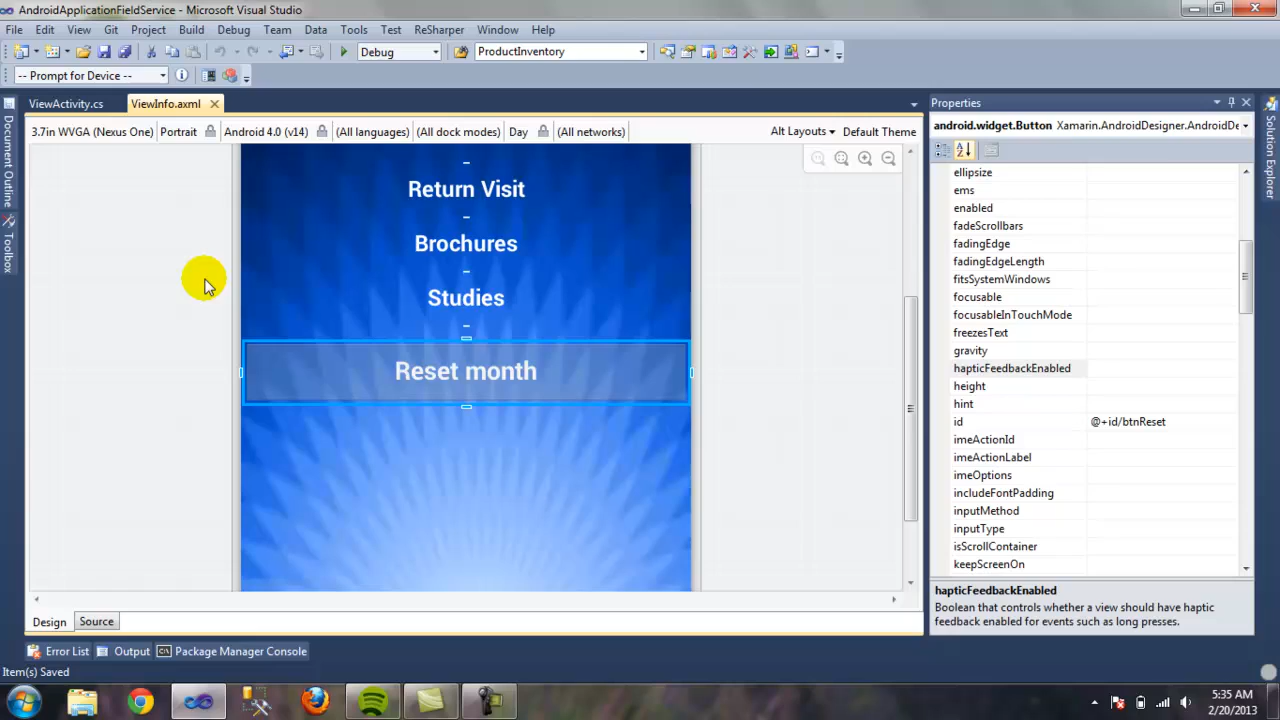 AndroidApplicationFieldService - Microsoft Visual Studio
File Edit View Git Project Build Debug Team Data Tools Test ReSharper Window Help
Debug ProductInventory
-- Prompt for Device --
ViewActivity.cs ViewInfo.axml
3.7in WVGA (Nexus One) Portrait Android 4.0 (v14) (All languages) (All dock modes) Day (All networks) Alt Layouts Default Theme
Document Outline
Toolbox
-
Return Visit
-
Brochures
-
Studies
-
Reset month
Design Source
Properties
android.widget.Button Xamarin.AndroidDesigner.AndroidDe
ellipsize
ems
enabled
fadeScrollbars
fadingEdge
fadingEdgeLength
fitsSystemWindows
focusable
focusableInTouchMode
freezesText
gravity
hapticFeedbackEnabled
height
hint
id @+id/btnReset
imeActionId
imeActionLabel
imeOptions
includeFontPadding
inputMethod
inputType
isScrollContainer
keepScreenOn
hapticFeedbackEnabled
Boolean that controls whether a view should have haptic
feedback enabled for events such as long presses.
Solution Explorer
Error List Output Package Manager Console
Item(s) Saved
5:35 AM
2/20/2013